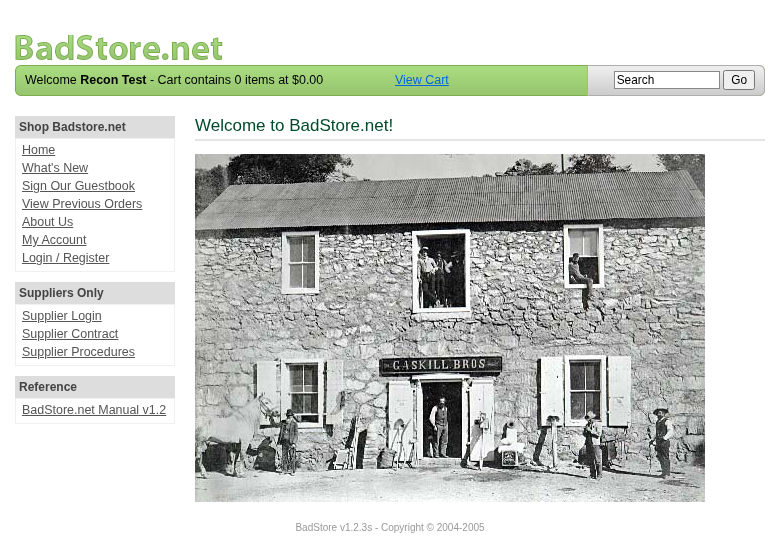 BadStore.net
Welcome Recon Test - Cart contains 0 items at $0.00 View Cart
Search Go
Shop Badstore.net
Home
What's New
Sign Our Guestbook
View Previous Orders
About Us
My Account
Login / Register
Suppliers Only
Supplier Login
Supplier Contract
Supplier Procedures
Reference
BadStore.net Manual v1.2
Welcome to BadStore.net!
GASKILL.BROS
BadStore v1.2.3s - Copyright © 2004-2005